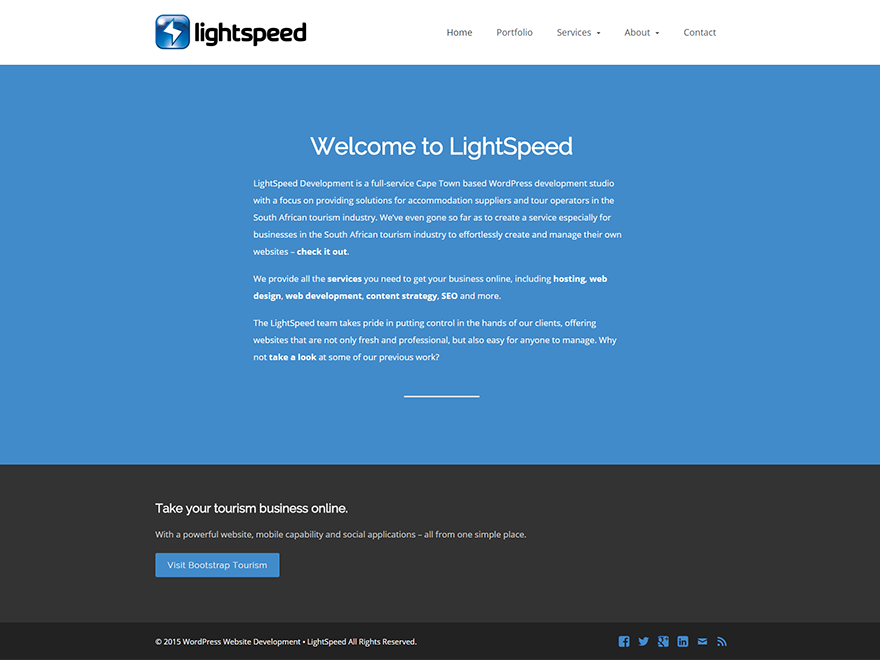 lightspeed
Home Portfolio Services About Contact
Welcome to LightSpeed
LightSpeed Development is a full-service Cape Town based WordPress development studio
with a focus on providing solutions for accommodation suppliers and tour operators in the
South African tourism industry. We've even gone so far as to create a service especially for
businesses in the South African tourism industry to effortlessly create and manage their own
websites – check it out.
We provide all the services you need to get your business online, including hosting, web
design, web development, content strategy, SEO and more.
The LightSpeed team takes pride in putting control in the hands of our clients, offering
websites that are not only fresh and professional, but also easy for anyone to manage. Why
not take a look at some of our previous work?
Take your tourism business online.
With a powerful website, mobile capability and social applications – all from one simple place.
Visit Bootstrap Tourism
© 2015 WordPress Website Development • LightSpeed All Rights Reserved.